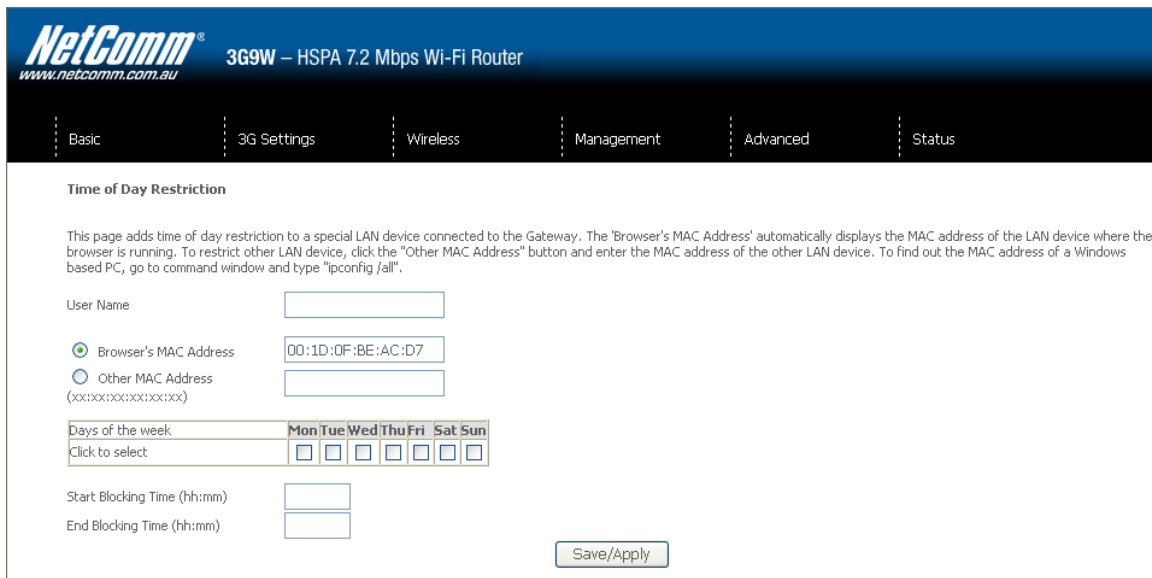 NetComm®
www.netcomm.com.au
3G9W – HSPA 7.2 Mbps Wi-Fi Router
Basic 3G Settings Wireless Management Advanced Status
Time of Day Restriction
This page adds time of day restriction to a special LAN device connected to the Gateway. The 'Browser's MAC Address' automatically displays the MAC address of the LAN device where the
browser is running. To restrict other LAN device, click the "Other MAC Address" button and enter the MAC address of the other LAN device. To find out the MAC address of a Windows
based PC, go to command window and type "ipconfig /all".
User Name
Browser's MAC Address 00:1D:0F:BE:AC:D7
Other MAC Address
(xx:xx:xx:xx:xx:xx)
Days of the week Mon Tue Wed Thu Fri Sat Sun
Click to select
Start Blocking Time (hh:mm)
End Blocking Time (hh:mm)
Save/Apply